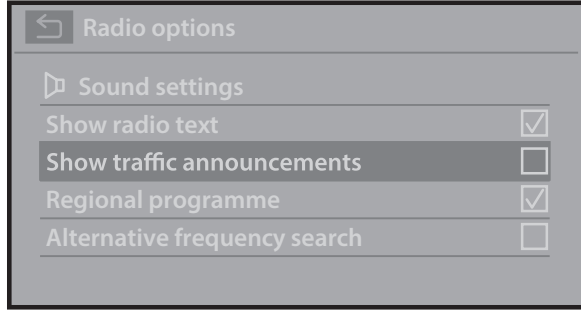 Radio options
Sound settings
Show radio text
Show traffic announcements
Regional programme
Alternative frequency search